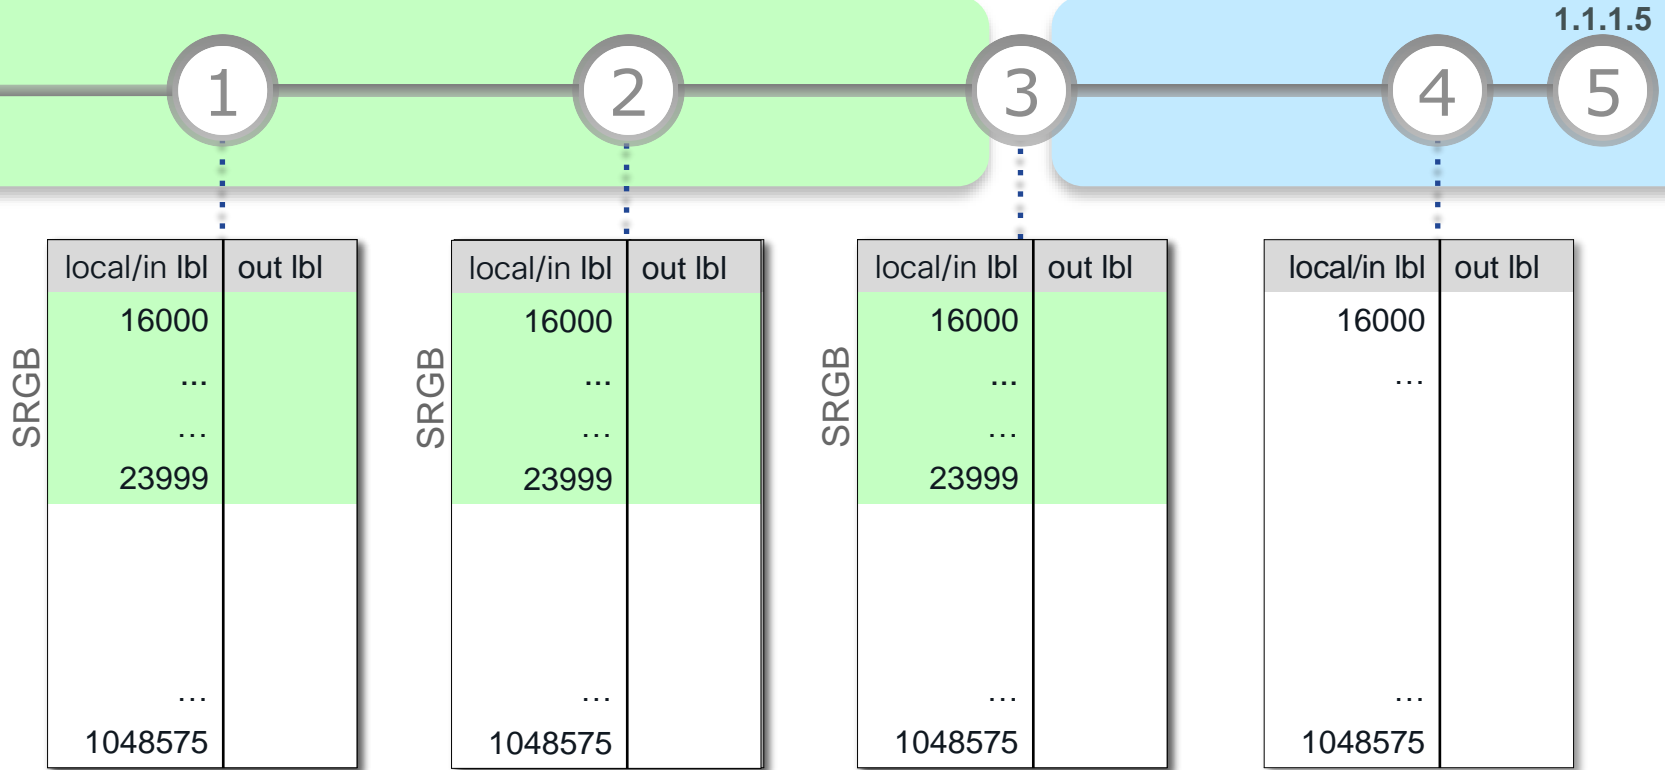 1.1.1.5
1 2 3 4 5
local/in lbl out lbl local/in lbl out lbl local/in lbl out lbl local/in lbl out lbl
16000 16000 16000 16000
SRGB SRGB SRGB
... ... ... ...
... ... ...
23999 23999 23999
... ... ... ...
1048575 1048575 1048575 1048575